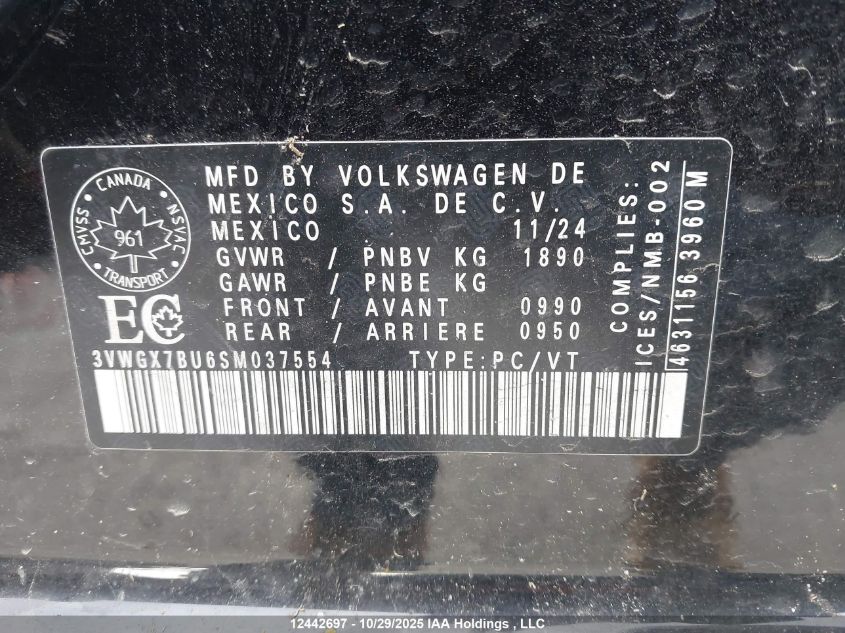 CANADA
CMVSS
NSVAC
961
TRANSPORT
MFD BY VOLKSWAGEN DE
MEXICO S.A. DE C.V.
MEXICO 11/24
GVWR / PNBV KG 1890
GAWR / PNBE KG
FRONT / AVANT 0990
REAR / ARRIERE 0950
EC
3VWGX7BU6SM037554 TYPE:PC/VT
COMPLIES:
ICES/NMB-002
4631156 3960 M
12442697 - 10/29/2025 IAA Holdings, LLC